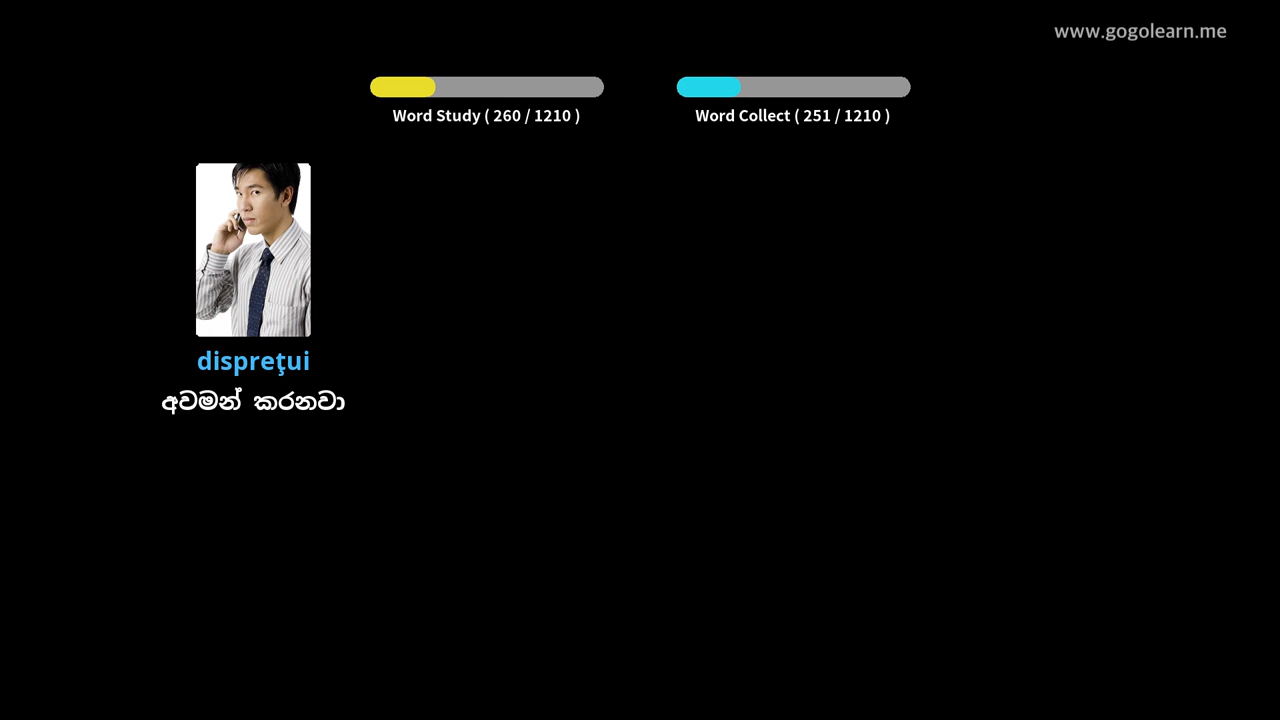 www.gogolearn.me
Word Study ( 260 / 1210 )
Word Collect ( 251 / 1210 )
dispreţui
අවමන් කරනවා